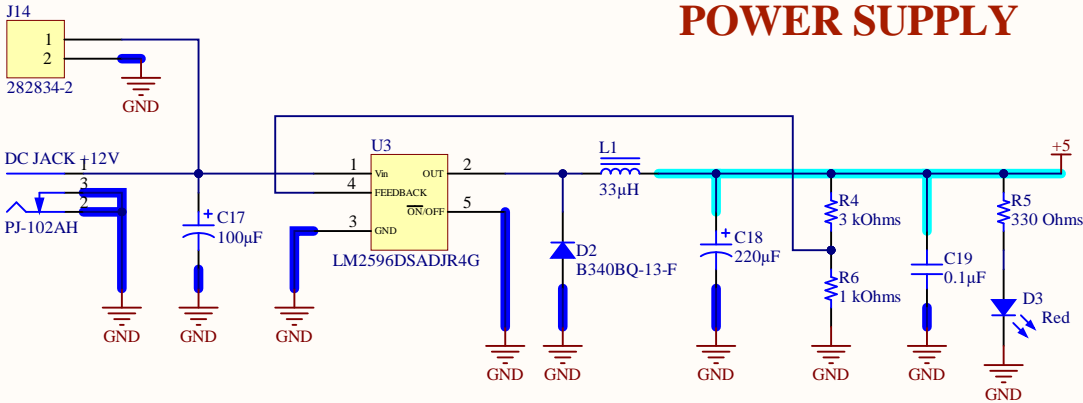 POWER SUPPLY
J14
1
2
282834-2
GND
DC JACK +12V
1
3
2
PJ-102AH
GND
C17
100µF
GND
U3
1 Vin OUT 2
4 FEEDBACK
ON/OFF 5
3 GND
LM2596DSADJR4G
GND
GND
D2
B340BQ-13-F
GND
L1
33µH
C18
220µF
GND
R4
3 kOhms
R6
1 kOhms
GND
C19
0.1µF
GND
+5
R5
330 Ohms
D3
Red
GND